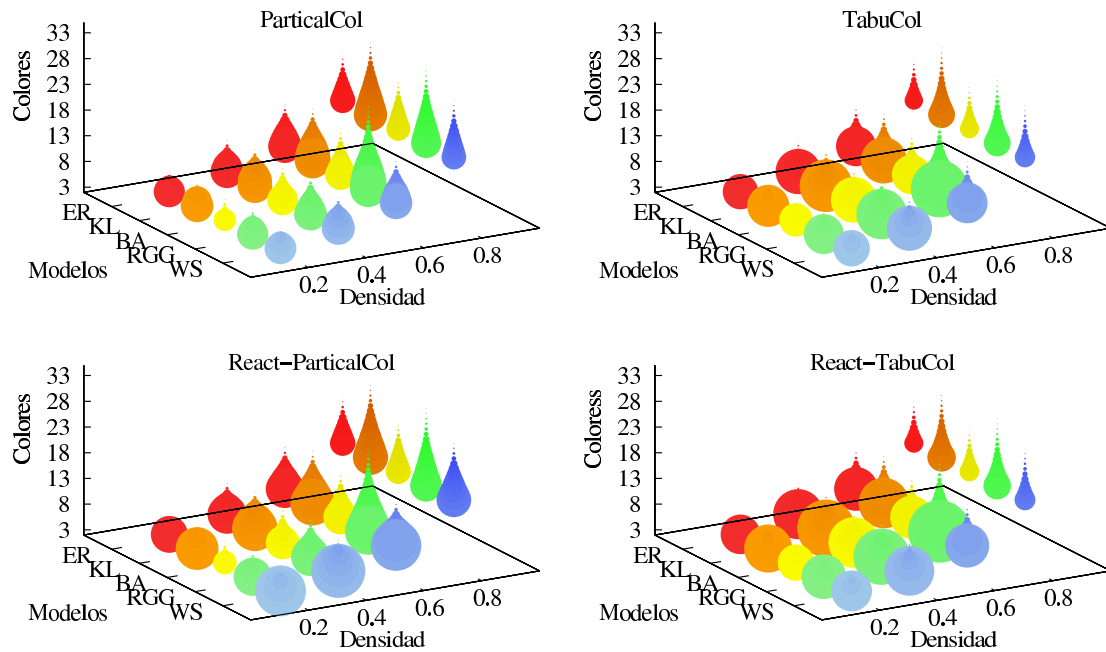 ParticalCol
Colores
33
28
23
18
13
8
3
ER
KL
BA
RGG
WS
Modelos
0.2
0.4
0.6
0.8
Densidad
TabuCol
Colores
33
28
23
18
13
8
3
ER
KL
BA
RGG
WS
Modelos
0.2
0.4
0.6
0.8
Densidad
React-ParticalCol
Colores
33
28
23
18
13
8
3
ER
KL
BA
RGG
WS
Modelos
0.2
0.4
0.6
0.8
Densidad
React-TabuCol
Coloress
33
28
23
18
13
8
3
ER
KL
BA
RGG
WS
Modelos
0.2
0.4
0.6
0.8
Densidad